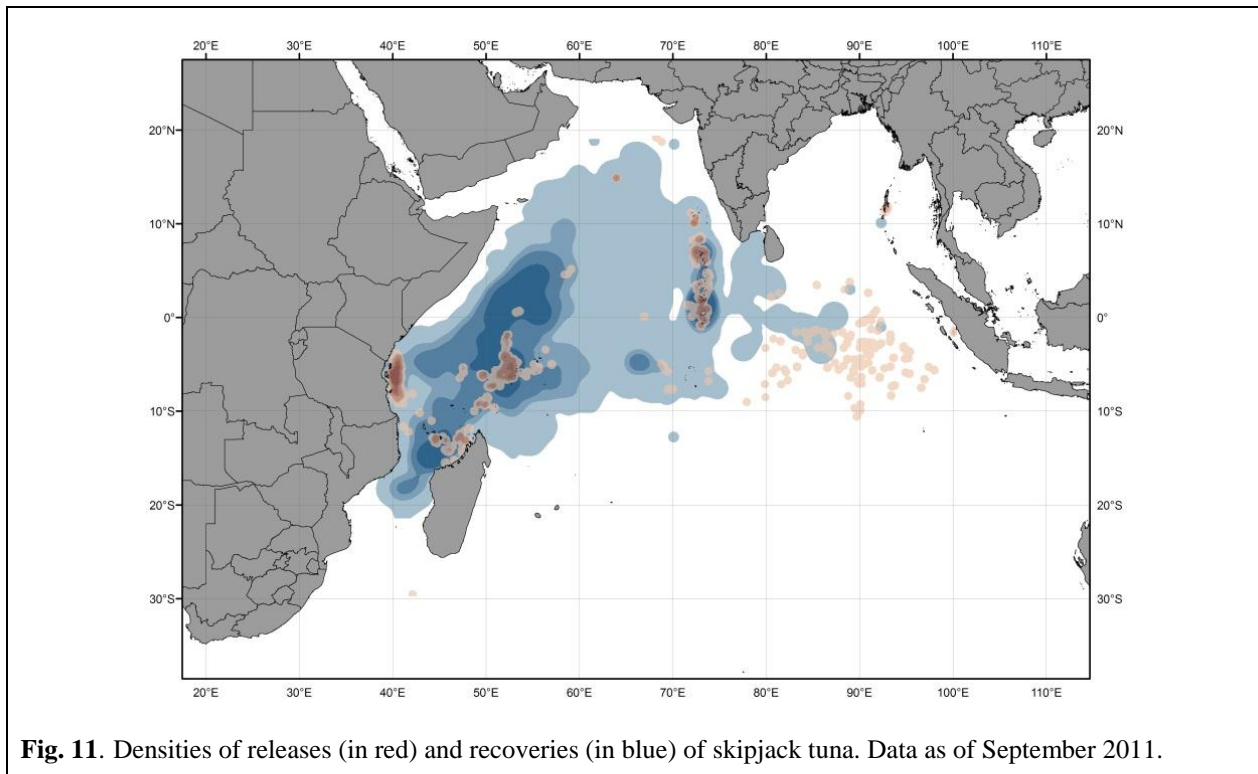 20°E 30°E 40°E 50°E 60°E 70°E 80°E 90°E 100°E 110°E
20°N 20°N
10°N 10°N
0° 0°
10°S 10°S
20°S 20°S
30°S 30°S
20°E 30°E 40°E 50°E 60°E 70°E 80°E 90°E 100°E 110°E
Fig. 11. Densities of releases (in red) and recoveries (in blue) of skipjack tuna. Data as of September 2011.